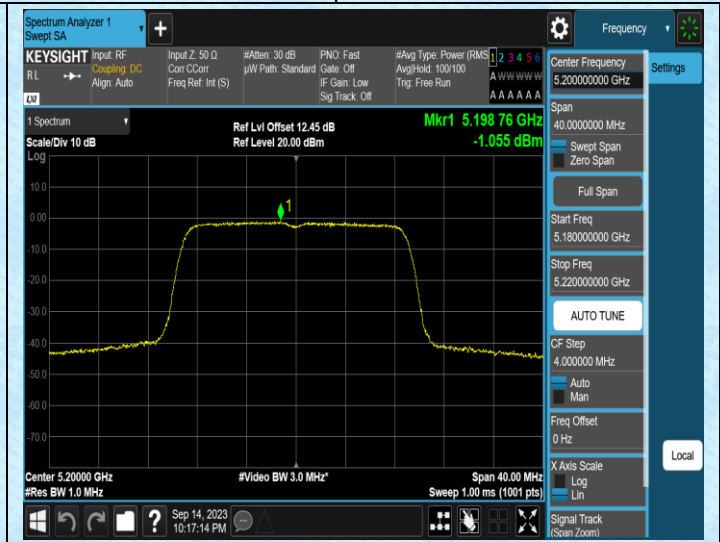 Spectrum Analyzer 1
Swept SA
+
Frequency
KEYSIGHT
RL
LXI
Input: RF
Coupling: DC
Align: Auto
Input Z: 50 Ω
Corr CCorr
Freq Ref: Int (S)
#Atten: 30 dB
µW Path: Standard
PNO: Fast
Gate: Off
IF Gain: Low
Sig Track: Off
#Avg Type: Power (RMS
Avg|Hold: 100/100
Trig: Free Run
1 2 3 4 5 6
A W W W W W
A A A A A A
1 Spectrum
Scale/Div 10 dB
Log
Ref Lvl Offset 12.45 dB
Ref Level 20.00 dBm
Mkr1 5.198 76 GHz
-1.055 dBm
10.0
0.00
-10.0
-20.0
-30.0
-40.0
-50.0
-60.0
-70.0
1
Center 5.20000 GHz
#Res BW 1.0 MHz
#Video BW 3.0 MHz*
Span 40.00 MHz
Sweep 1.00 ms (1001 pts)
Sep 14, 2023
10:17:14 PM
?
Center Frequency
5.200000000 GHz
Span
40.0000000 MHz
Swept Span
Zero Span
Full Span
Start Freq
5.180000000 GHz
Stop Freq
5.220000000 GHz
AUTO TUNE
CF Step
4.000000 MHz
Auto
Man
Freq Offset
0 Hz
X Axis Scale
Log
Lin
Signal Track
(Span Zoom)
Settings
Local